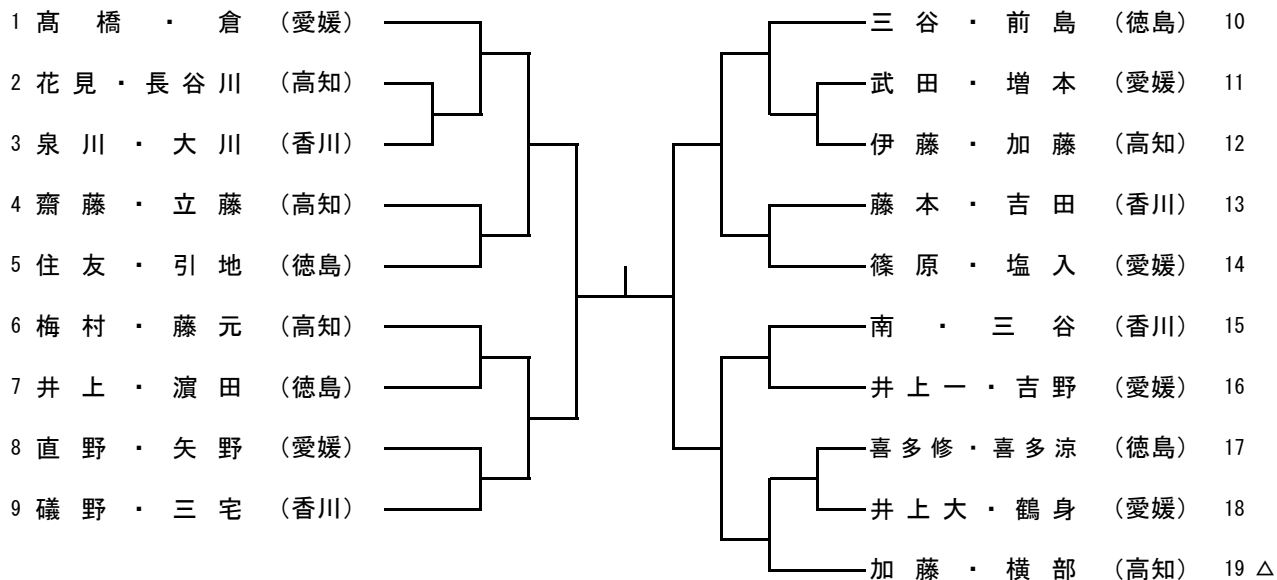 1 髙橋・倉 (愛媛)
2 花見・長谷川 (高知)
3 泉川・大川 (香川)
4 齋藤・立藤 (高知)
5 住友・引地 (徳島)
6 梅村・藤元 (高知)
7 井上・濵田 (徳島)
8 直野・矢野 (愛媛)
9 礒野・三宅 (香川)
三谷・前島 (徳島) 10
武田・増本 (愛媛) 11
伊藤・加藤 (高知) 12
藤本・吉田 (香川) 13
篠原・塩入 (愛媛) 14
南・三谷 (香川) 15
井上一・吉野 (愛媛) 16
喜多修・喜多涼 (徳島) 17
井上大・鶴身 (愛媛) 18
加藤・横部 (高知) 19 △